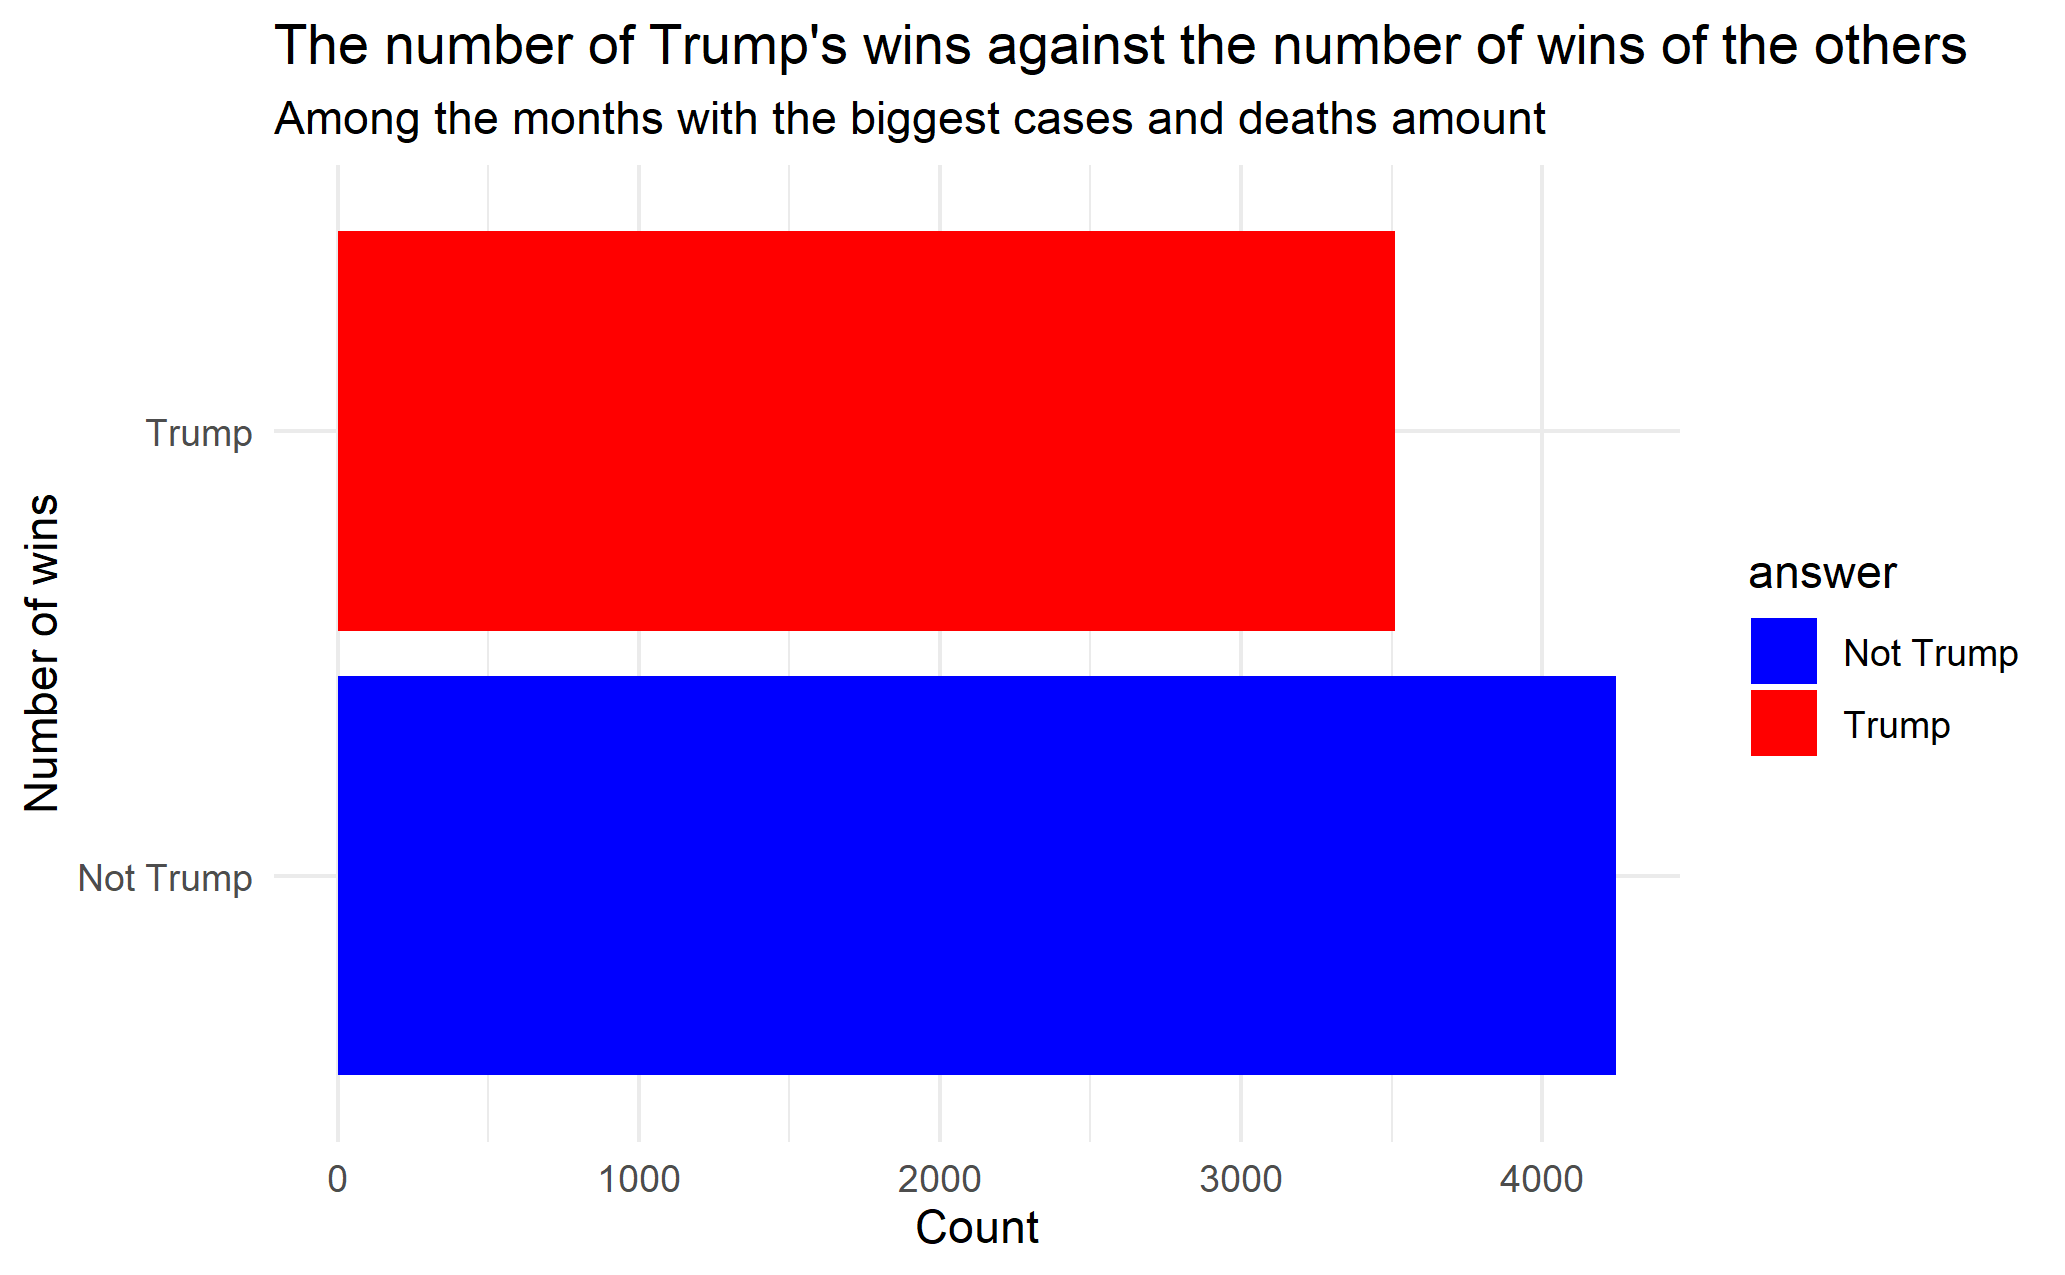 The number of Trump's wins against the number of wins of the others
Among the months with the biggest cases and deaths amount
Number of wins
Trump
Not Trump
0 1000 2000 3000 4000
Count
answer
Not Trump
Trump